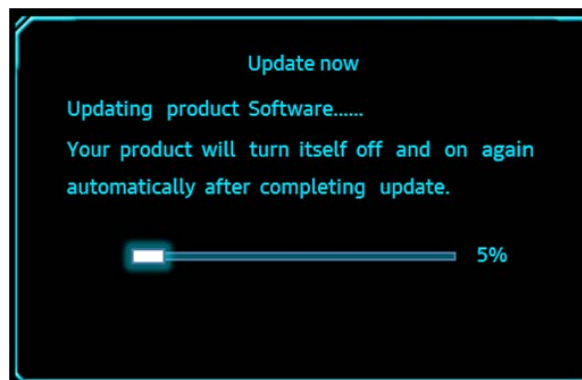 Update now
Updating product Software......
Your product will turn itself off and on again
automatically after completing update.
5%